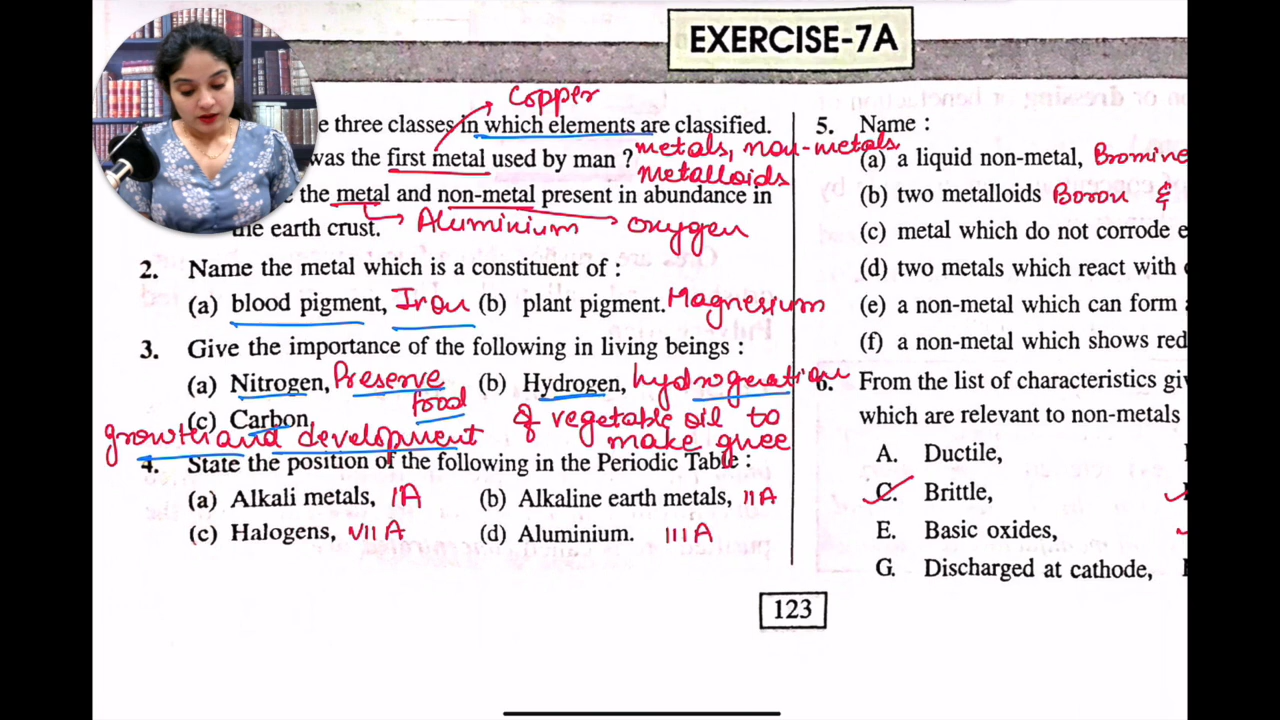 EXERCISE-7A
Copper
e three classes in which elements are classified.
was the first metal used by man ? metals, non-metals
metalloids
the metal and non-metal present in abundance in
the earth crust. Aluminium oxygen
2. Name the metal which is a constituent of :
(a) blood pigment, Iron (b) plant pigment. Magnesium
3. Give the importance of the following in living beings :
(a) Nitrogen, Preserve food (b) Hydrogen, hydrogeration
(c) Carbon, of vegetable oil to
growth and development make ghee
4. State the position of the following in the Periodic Table :
(a) Alkali metals, IA (b) Alkaline earth metals, IIA
(c) Halogens, VII A (d) Aluminium. IIIA
5. Name :
(a) a liquid non-metal, Bromine
(b) two metalloids Boron &
(c) metal which do not corrode e
(d) two metals which react with
(e) a non-metal which can form
(f) a non-metal which shows red
6. From the list of characteristics gi
which are relevant to non-metals
A. Ductile,
C. Brittle,
E. Basic oxides,
G. Discharged at cathode,
123